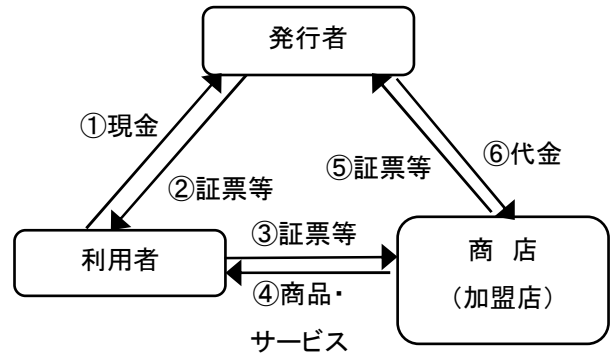 発行者
①現金
②証票等
⑤証票等
⑥代金
利用者
③証票等
④商品・
サービス
商 店
（加盟店）